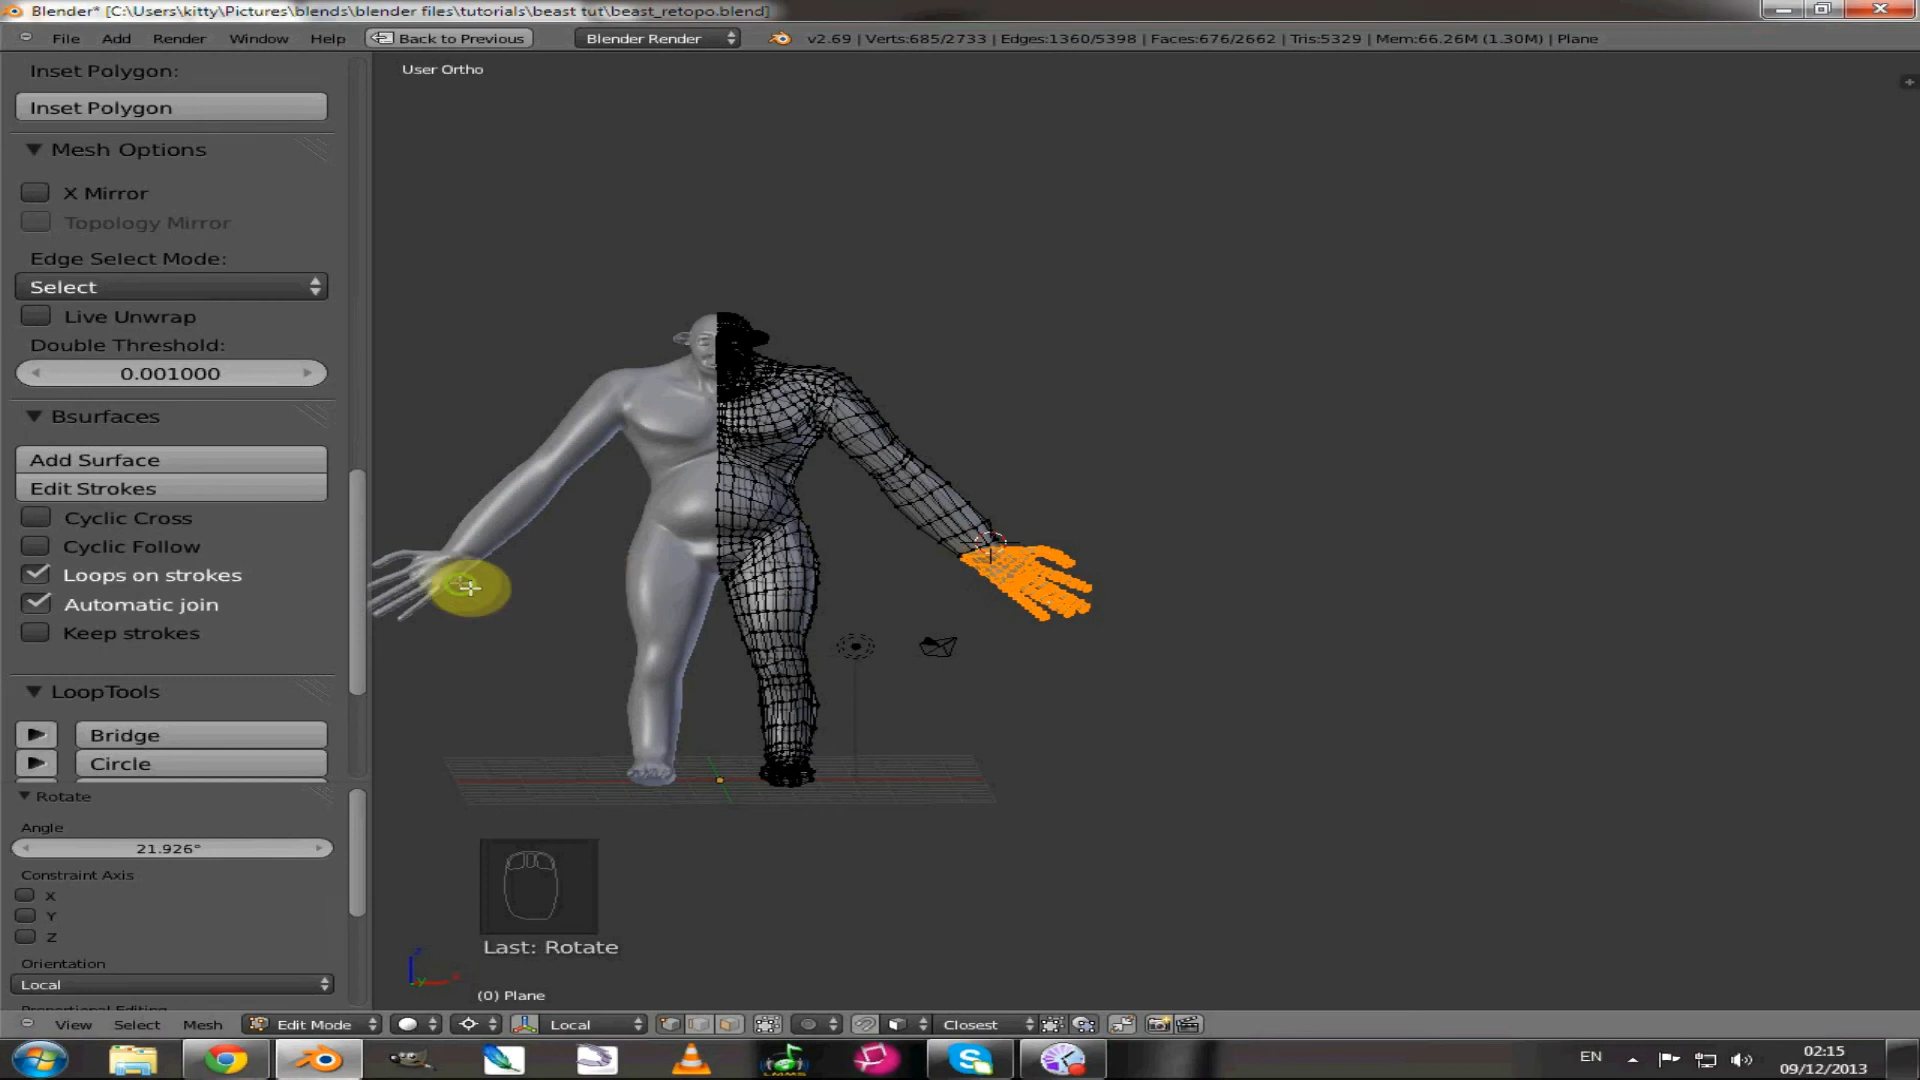 Blender* [C:\Users\kitty\Pictures\blends\blender files\tutorials\beast tut\beast_retopo.blend]
File Add Render Window Help Back to Previous Blender Render v2.69 | Verts:685/2733 | Edges:1360/5398 | Faces:676/2662 | Tris:5329 | Mem:66.26M (1.30M) | Plane
Inset Polygon:
User Ortho
Inset Polygon
Mesh Options
X Mirror
Topology Mirror
Edge Select Mode:
Select
Live Unwrap
Double Threshold:
0.001000
Bsurfaces
Add Surface
Edit Strokes
Cyclic Cross
Cyclic Follow
Loops on strokes
Automatic join
Keep strokes
LoopTools
Bridge
Circle
Rotate
Angle
21.926°
Constraint Axis
X
Y
Z
Last: Rotate
Orientation
Local
(0) Plane
View Select Mesh Edit Mode Local Closest
LMMS
EN
02:15
09/12/2013